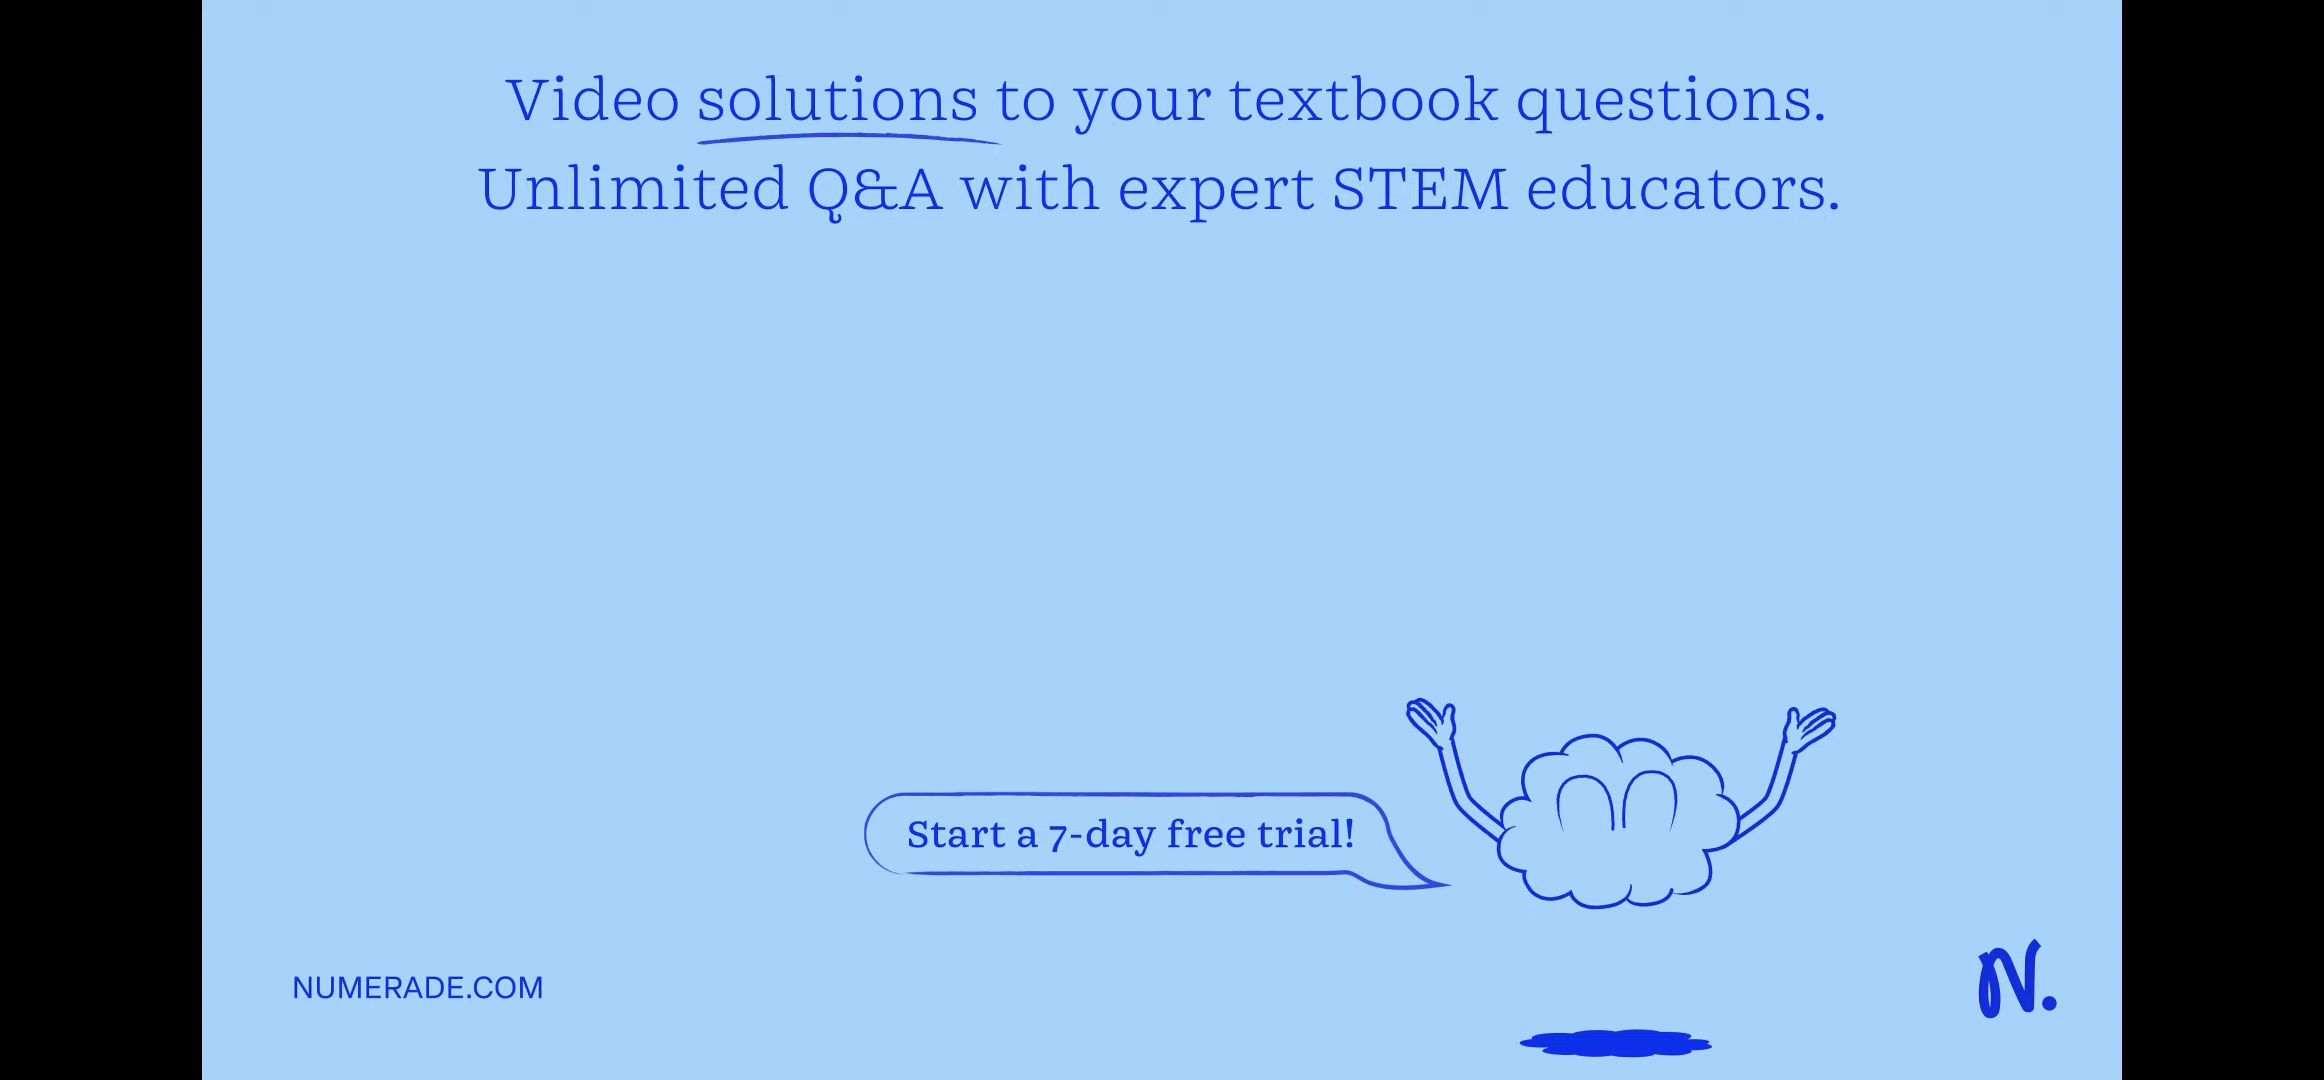 Video solutions to your textbook questions.
Unlimited Q&A with expert STEM educators.
Start a 7-day free trial!
NUMERADE.COM
N.